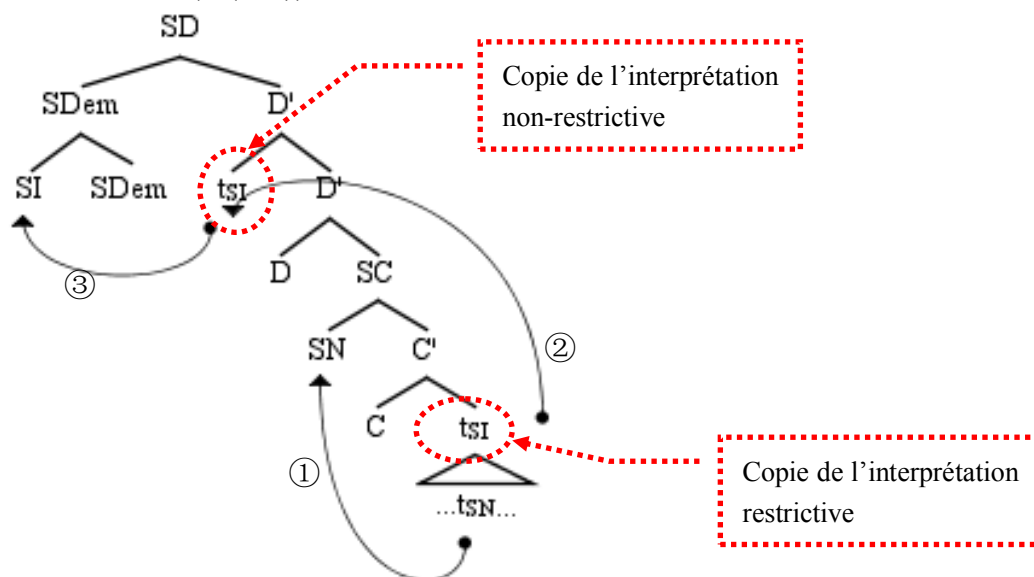 SD
SDem D'
SI SDem tSI D'
③ D SC
SN C' ②
C tSI
①
...tSN...
Copie de l’interprétation
non-restrictive
Copie de l’interprétation
restrictive